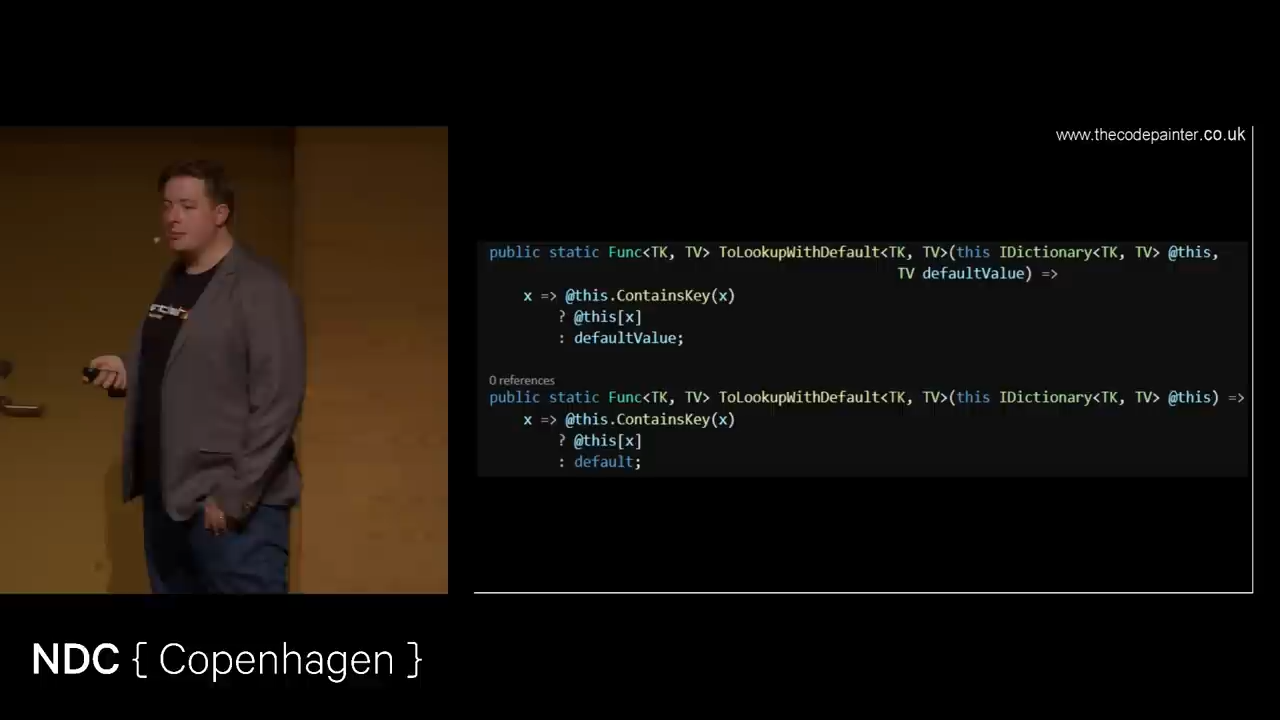 www.thecodepainter.co.uk
public static Func<TK, TV> ToLookupWithDefault<TK, TV>(this IDictionary<TK, TV> @this,
TV defaultValue) =>
x => @this.ContainsKey(x)
? @this[x]
: defaultValue;
0 references
public static Func<TK, TV> ToLookupWithDefault<TK, TV>(this IDictionary<TK, TV> @this) =>
x => @this.ContainsKey(x)
? @this[x]
: default;
NDC { Copenhagen }